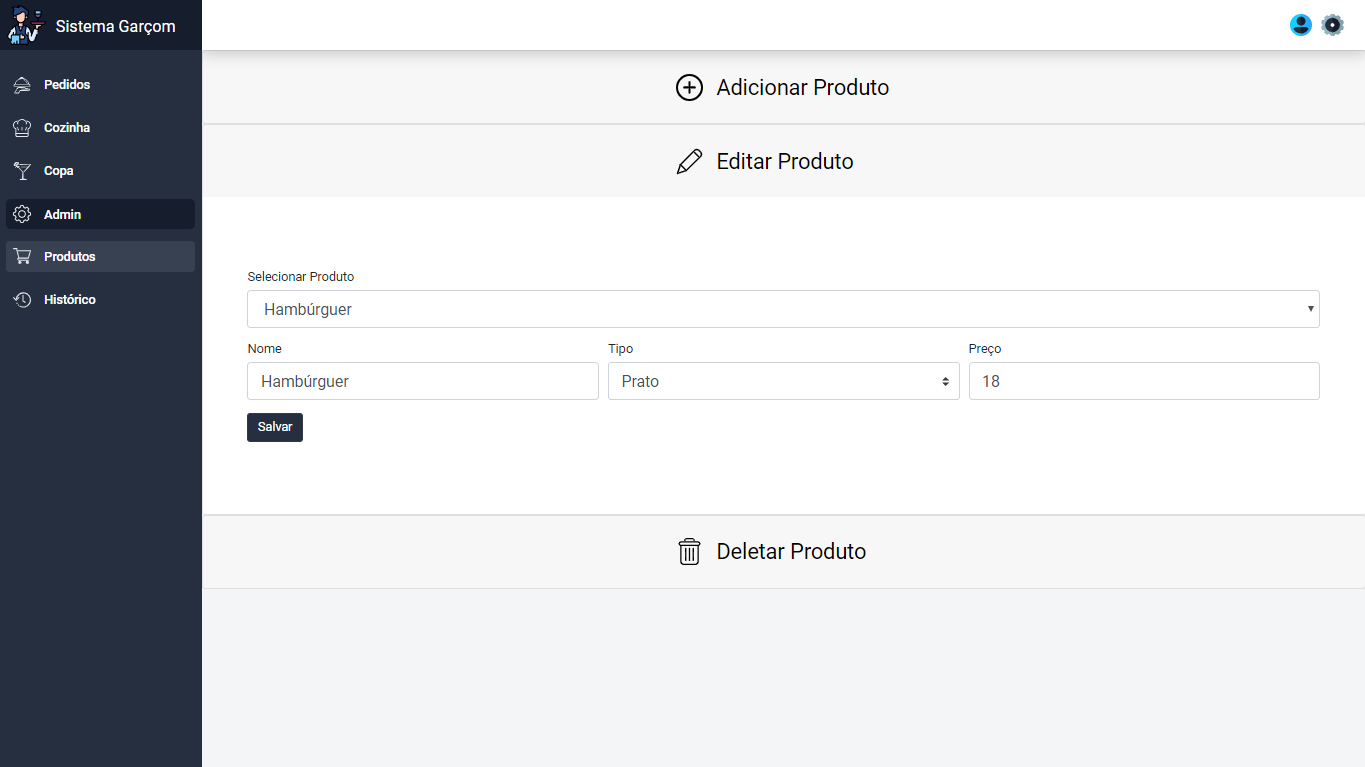 Sistema Garçom
Pedidos
Cozinha
Copa
Admin
Produtos
Histórico
Adicionar Produto
Editar Produto
Selecionar Produto
Hambúrguer
Nome
Tipo
Preço
Hambúrguer
Prato
18
Salvar
Deletar Produto